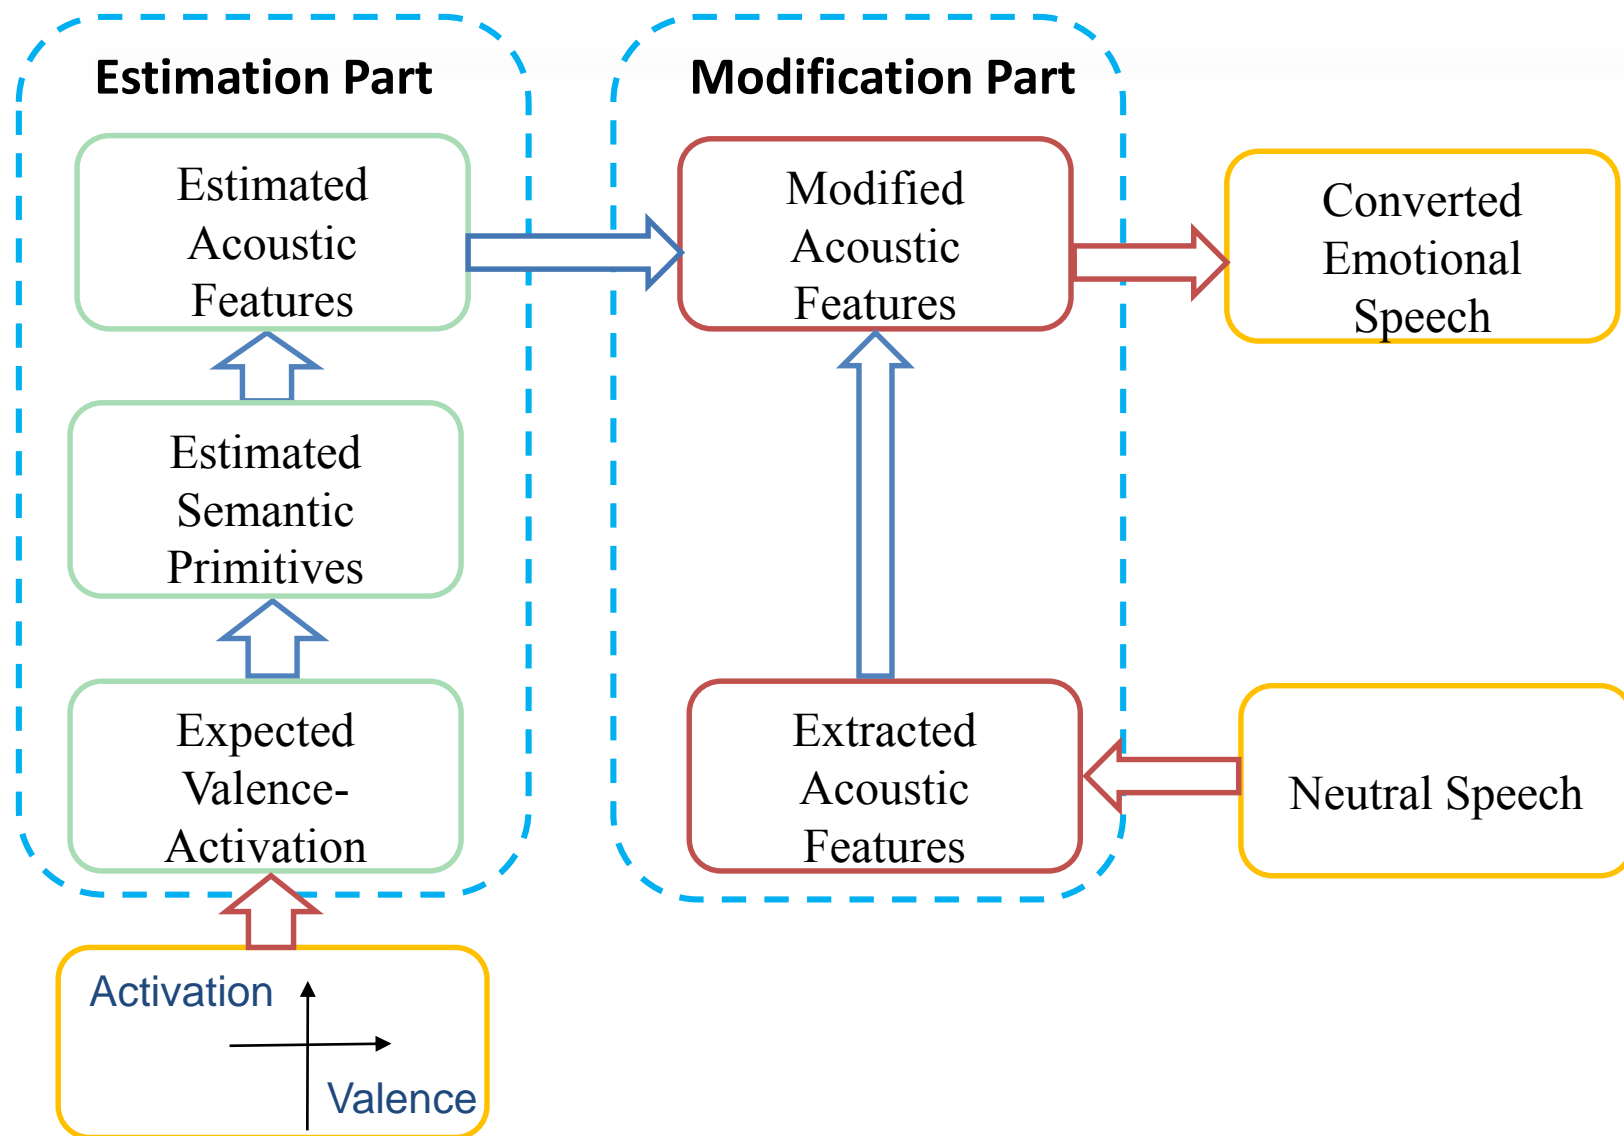 Estimation Part
Estimated
Acoustic
Features
Estimated
Semantic
Primitives
Expected
Valence-
Activation
Activation
Valence
Modification Part
Modified
Acoustic
Features
Extracted
Acoustic
Features
Converted
Emotional
Speech
Neutral Speech